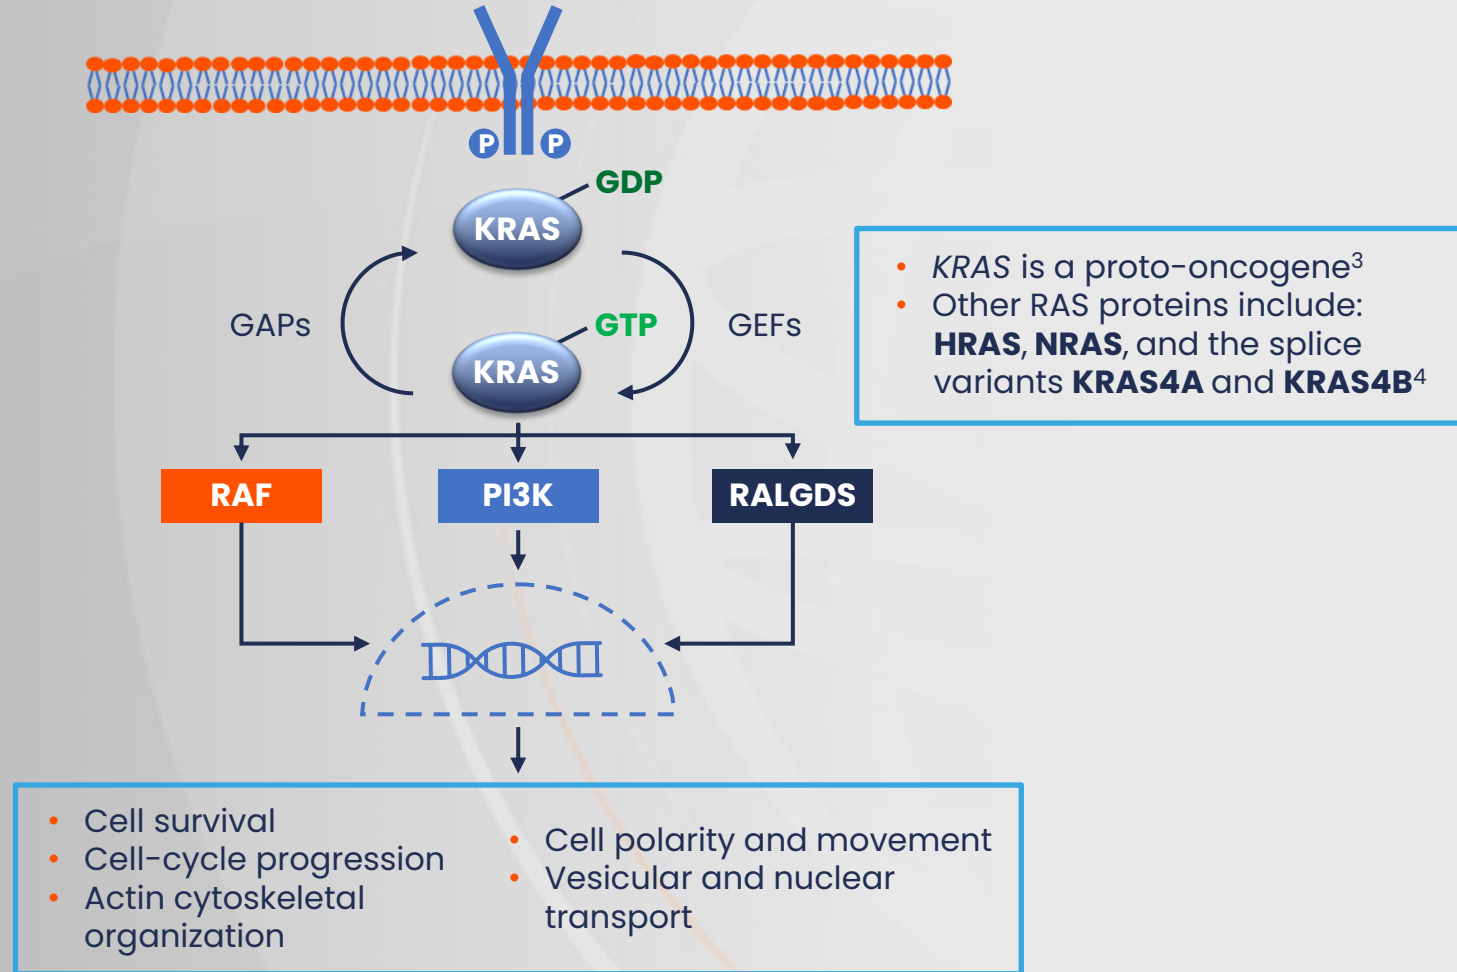 P P
GDP
KRAS
GAPs
GTP
GEFs
KRAS
• KRAS is a proto-oncogene³
• Other RAS proteins include:
HRAS, NRAS, and the splice
variants KRAS4A and KRAS4B⁴
RAF
PI3K
RALGDS
• Cell survival
• Cell-cycle progression
• Actin cytoskeletal
organization
• Cell polarity and movement
• Vesicular and nuclear
transport